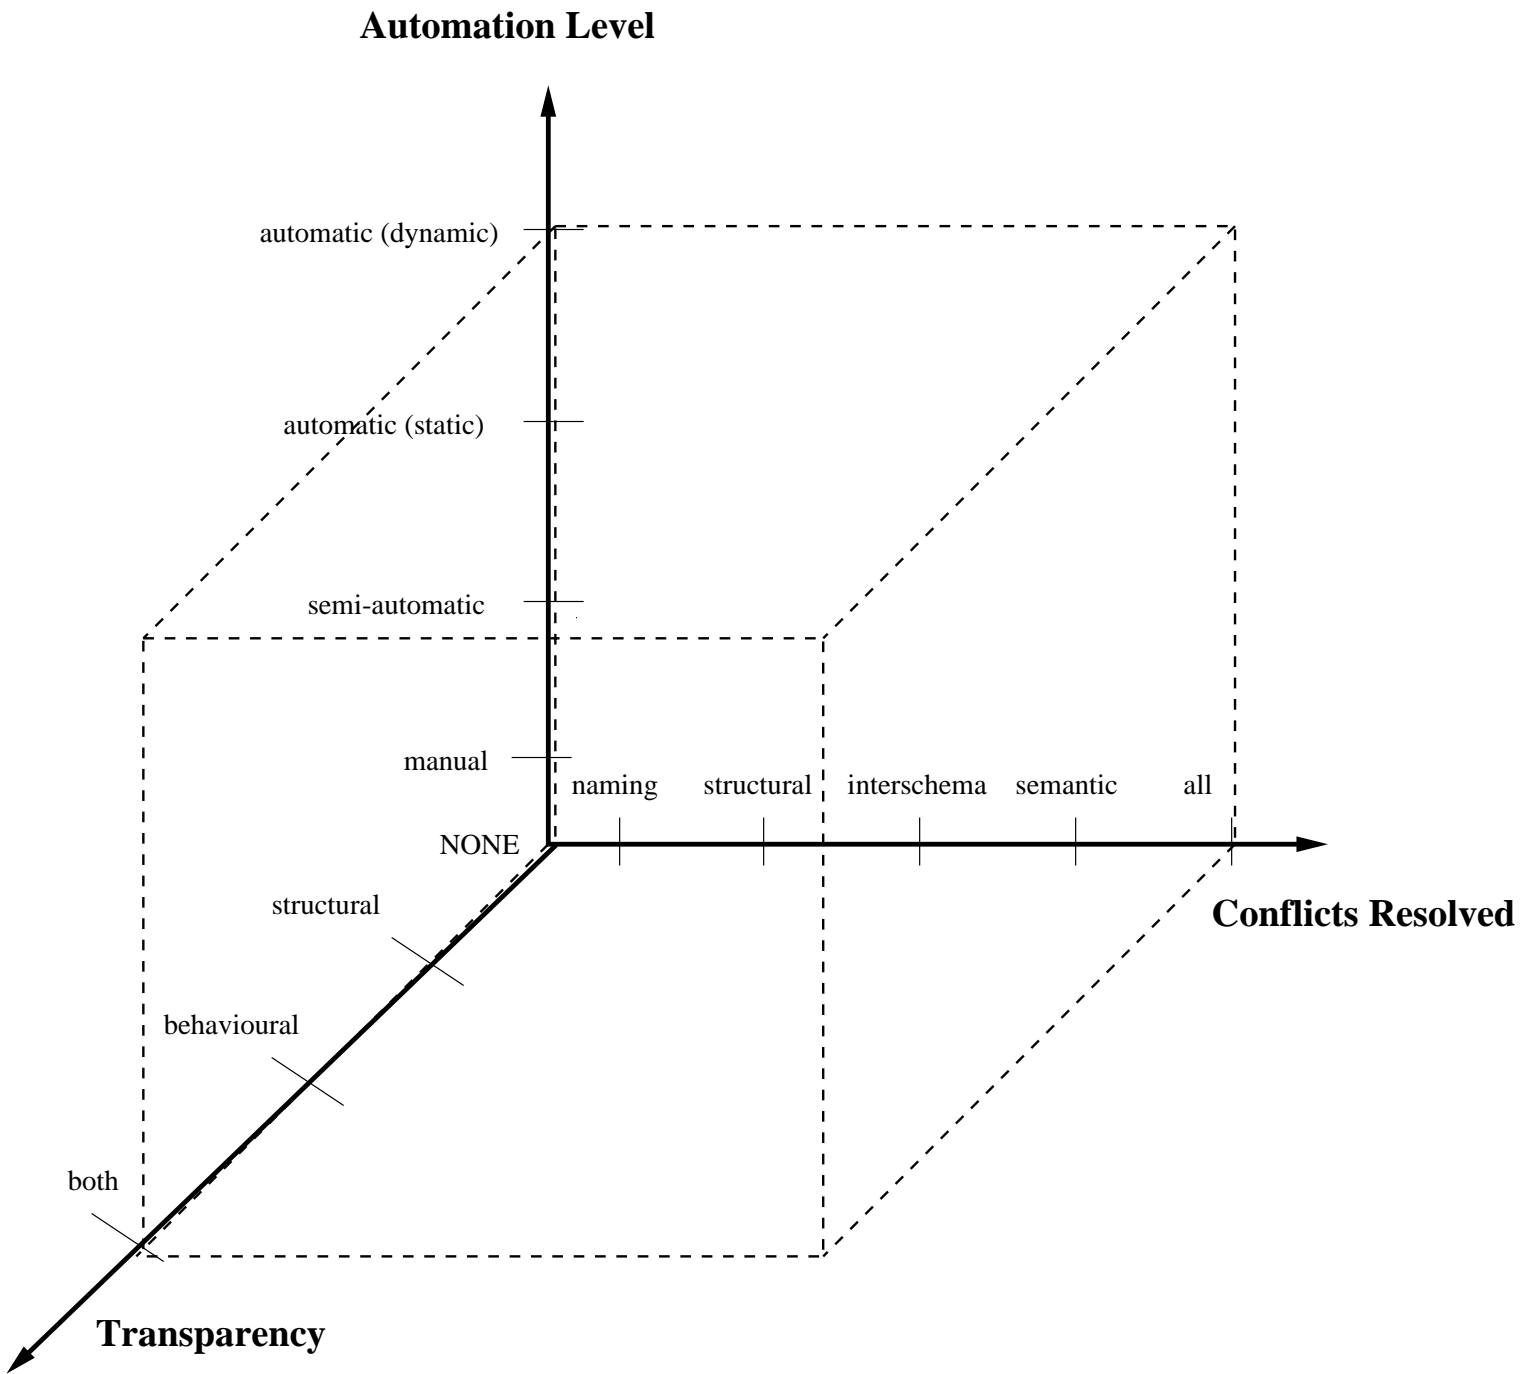 Automation Level
automatic (dynamic)
automatic (static)
semi-automatic
manual
naming structural interschema semantic all
NONE
structural
Conflicts Resolved
behavioural
both
Transparency